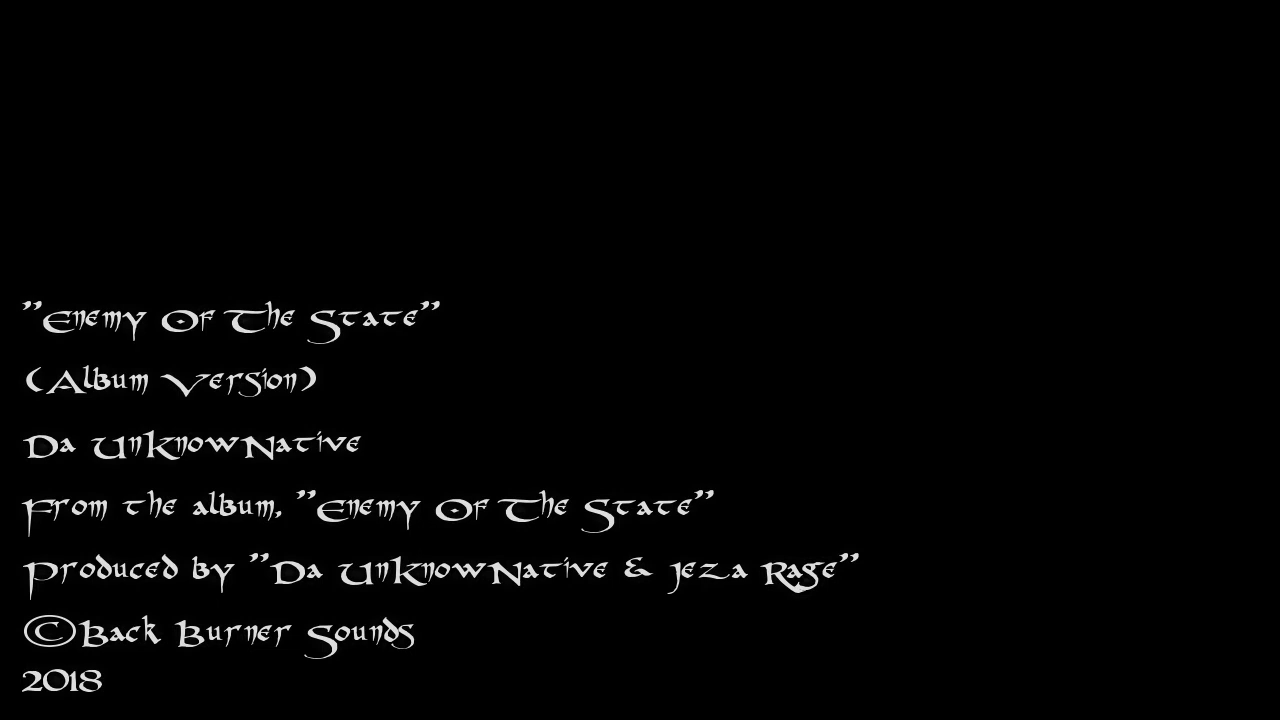 "Enemy Of The State"
(Album Version)
Da UnknowNative
From the album, "Enemy Of The State"
Produced by "Da UnknowNative & Jeza Rage"
©Back Burner Sounds
2018